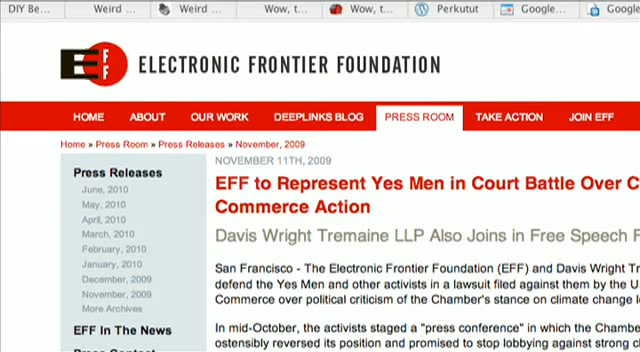 DIY Be... Weird ... Weird ... Wow, t... Wow, t... Perkutut Google... Google
EFF
ELECTRONIC FRONTIER FOUNDATION
HOME ABOUT OUR WORK DEEPLINKS BLOG PRESS ROOM TAKE ACTION JOIN EFF
Home » Press Room » Press Releases » November, 2009
Press Releases
June, 2010
May, 2010
April, 2010
March, 2010
February, 2010
January, 2010
December, 2009
November, 2009
More Archives
EFF In The News
NOVEMBER 11TH, 2009
EFF to Represent Yes Men in Court Battle Over C
Commerce Action
Davis Wright Tremaine LLP Also Joins in Free Speech F
San Francisco - The Electronic Frontier Foundation (EFF) and Davis Wright Tr
defend the Yes Men and other activists in a lawsuit filed against them by the U.
Commerce over political criticism of the Chamber's stance on climate change l
In mid-October, the activists staged a "press conference" in which the Chambe
ostensibly reversed its position and promised to stop lobbying against strong c